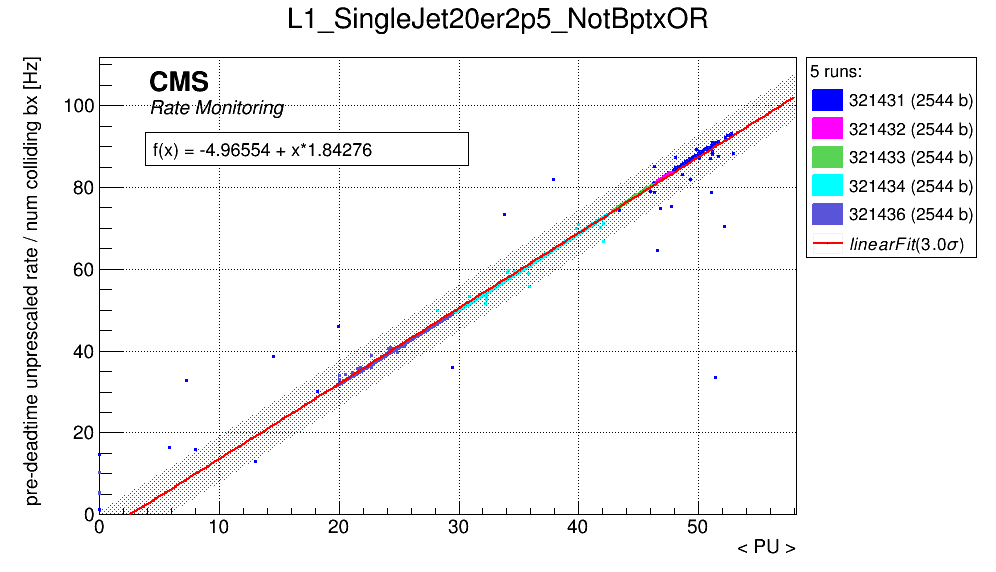 L1_SingleJet20er2p5_NotBptxOR
pre-deadtime unprescaled rate / num colliding bx [Hz]
CMS
Rate Monitoring
f(x) = -4.96554 + x*1.84276
100
80
60
40
20
0
0 10 20 30 40 50
< PU >
5 runs:
321431 (2544 b)
321432 (2544 b)
321433 (2544 b)
321434 (2544 b)
321436 (2544 b)
linearFit(3.0σ)